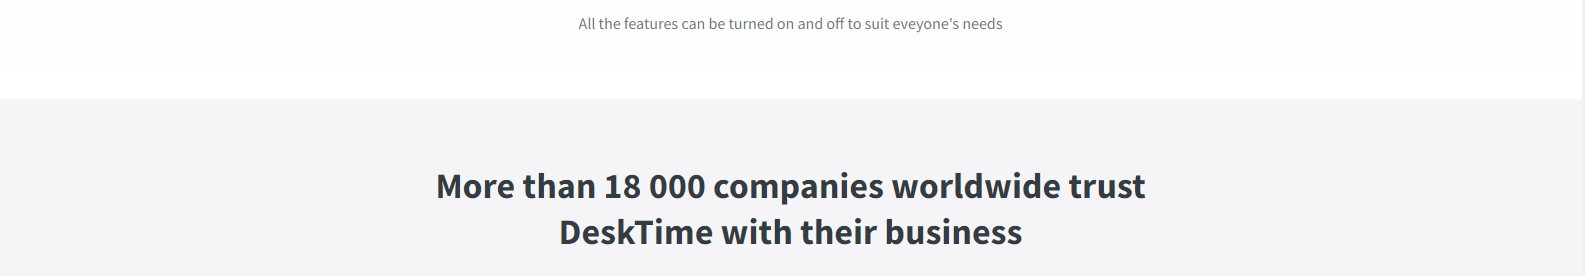 All the features can be turned on and off to suit eveyone's needs
More than 18 000 companies worldwide trust
DeskTime with their business